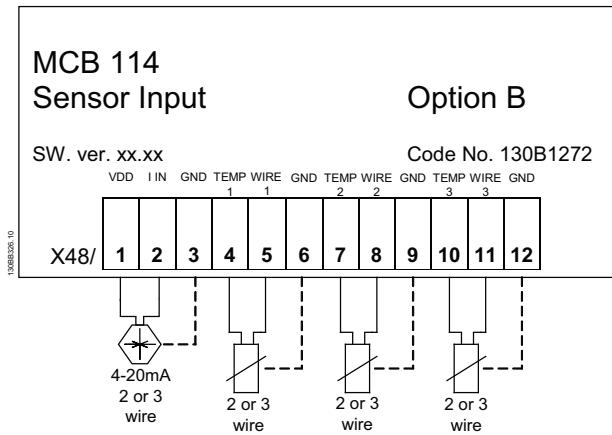 MCB 114
Sensor Input
Option B
SW. ver. xx.xx
Code No. 130B1272
VDD I IN GND TEMP 1 WIRE 1 GND TEMP 2 WIRE 2 GND TEMP 3 WIRE 3 GND
X48/ 1 2 3 4 5 6 7 8 9 10 11 12
130BB326.10
4-20mA
2 or 3
wire
2 or 3
wire
2 or 3
wire
2 or 3
wire